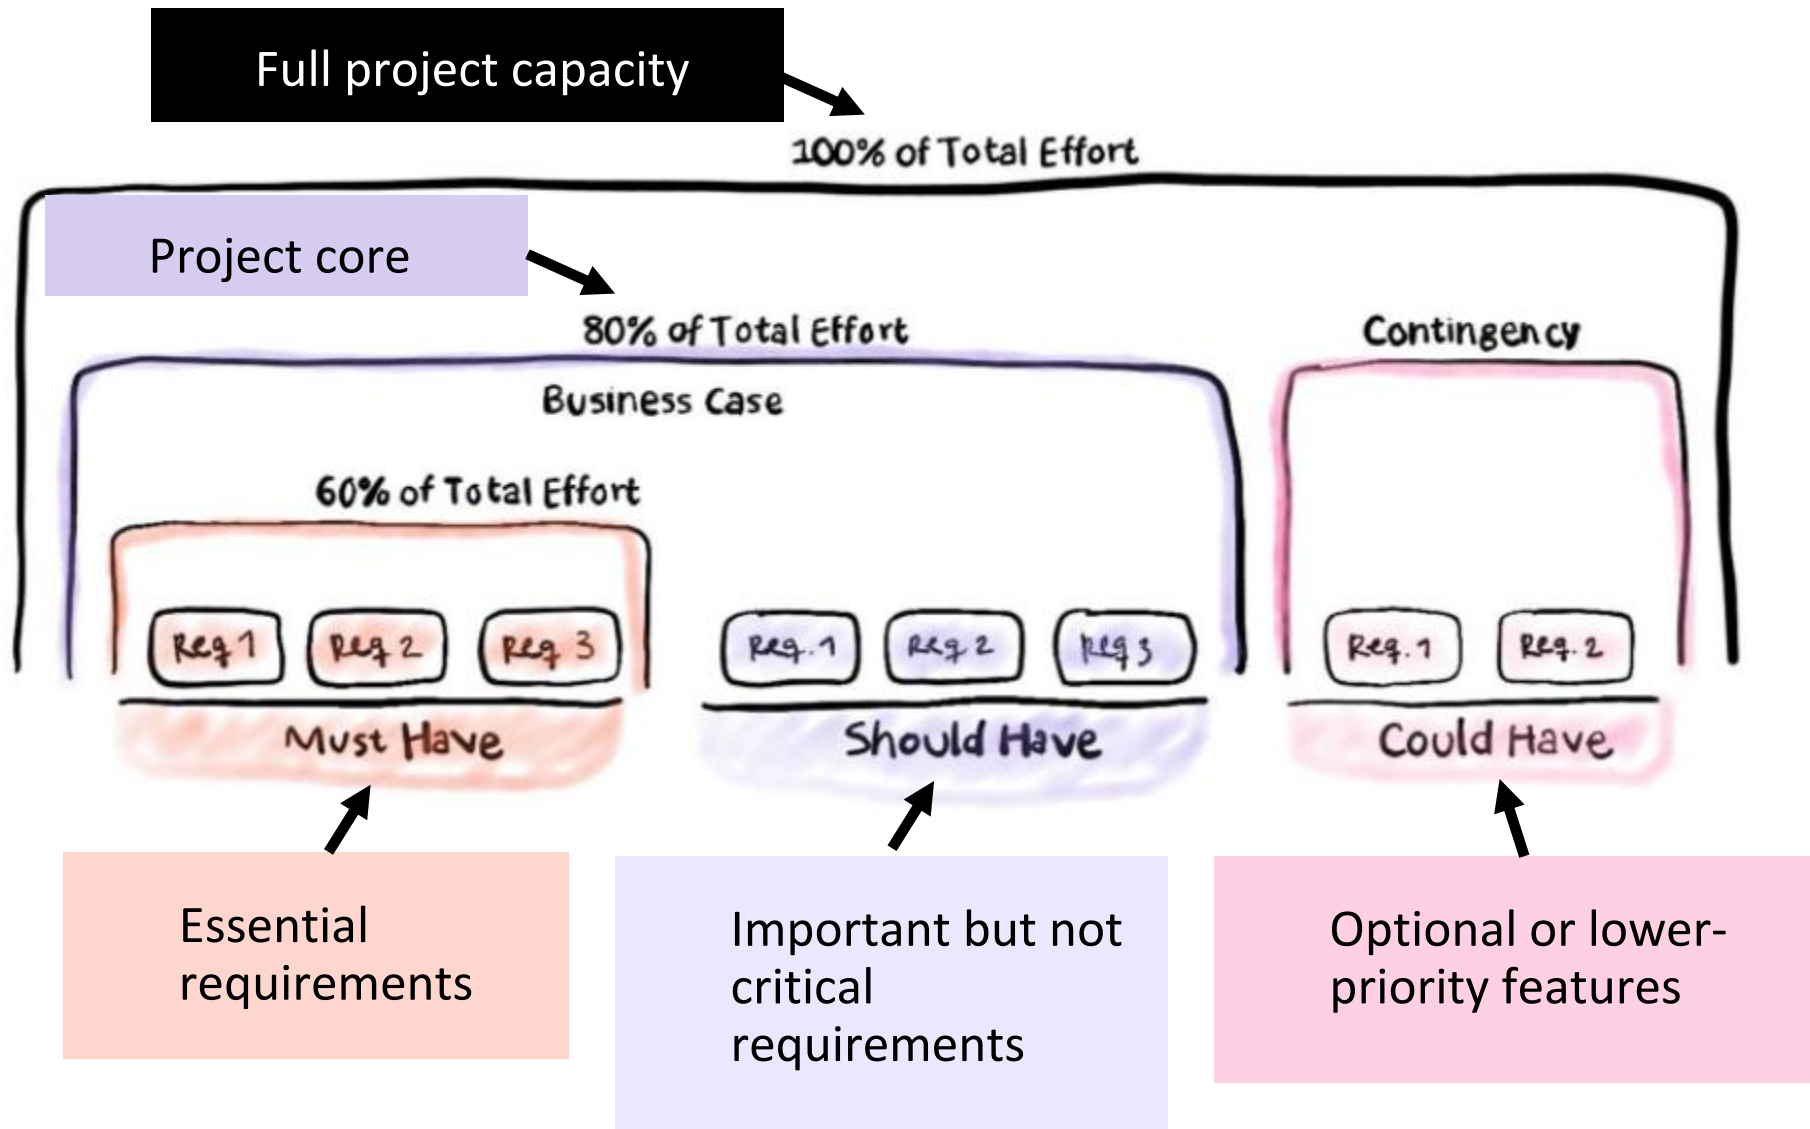 Full project capacity
100% of Total Effort
Project core
80% of Total Effort
Contingency
Business Case
60% of Total Effort
Req 1
Req 2
Req 3
Req. 1
Req 2
Req 3
Req. 1
Req. 2
Must Have
Should Have
Could Have
Essential
requirements
Important but not
critical
requirements
Optional or lower-
priority features